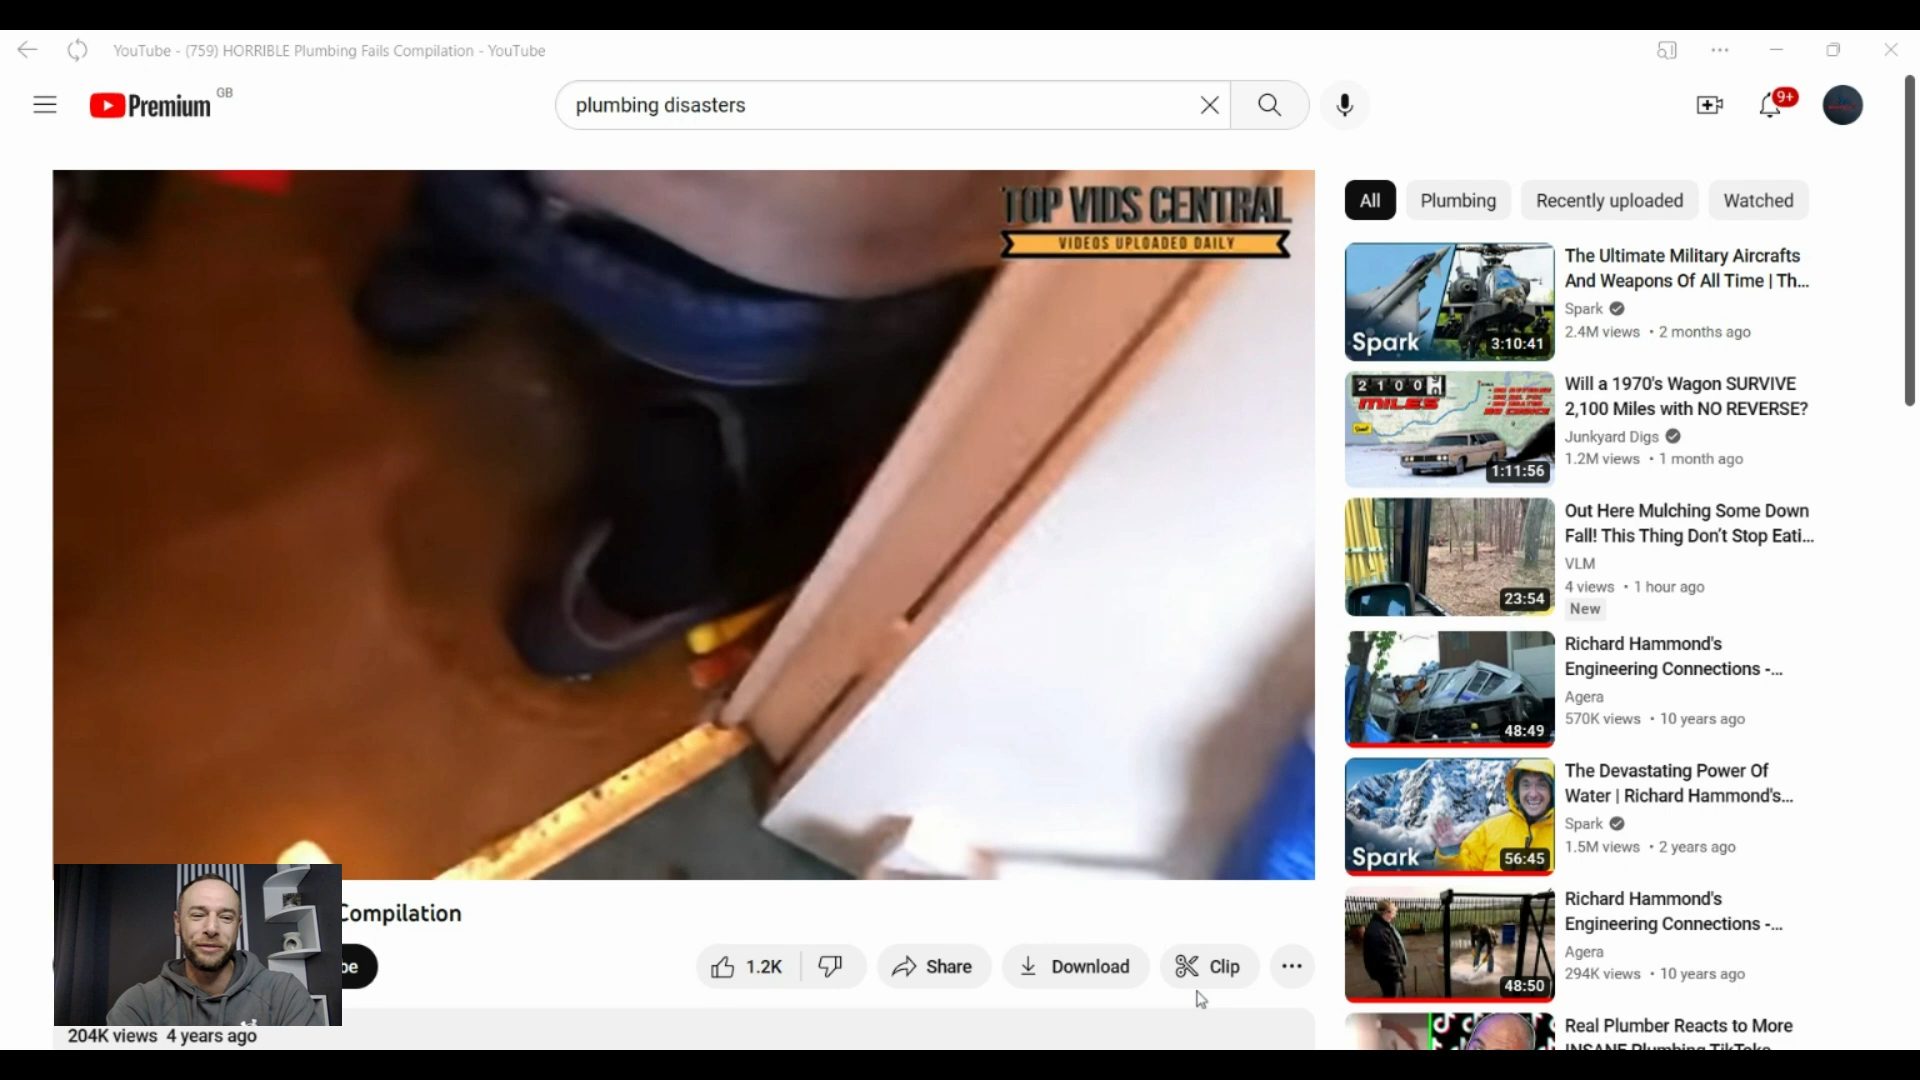 YouTube - (759) HORRIBLE Plumbing Fails Compilation - YouTube
Premium GB
plumbing disasters
9+
TOP VIDS CENTRAL
VIDEOS UPLOADED DAILY
Compilation
be
1.2K
Share
Download
Clip
204K views 4 years ago
All
Plumbing
Recently uploaded
Watched
Spark
3:10:41
The Ultimate Military Aircrafts
And Weapons Of All Time | Th...
Spark
2.4M views • 2 months ago
2100
MILES
1:11:56
Will a 1970's Wagon SURVIVE
2,100 Miles with NO REVERSE?
Junkyard Digs
1.2M views • 1 month ago
23:54
Out Here Mulching Some Down
Fall! This Thing Don't Stop Eati...
VLM
4 views • 1 hour ago
New
48:49
Richard Hammond's
Engineering Connections -...
Agera
570K views • 10 years ago
Spark
56:45
The Devastating Power Of
Water | Richard Hammond's...
Spark
1.5M views • 2 years ago
48:50
Richard Hammond's
Engineering Connections -...
Agera
294K views • 10 years ago
Real Plumber Reacts to More
INSANE Plumbing TikToks